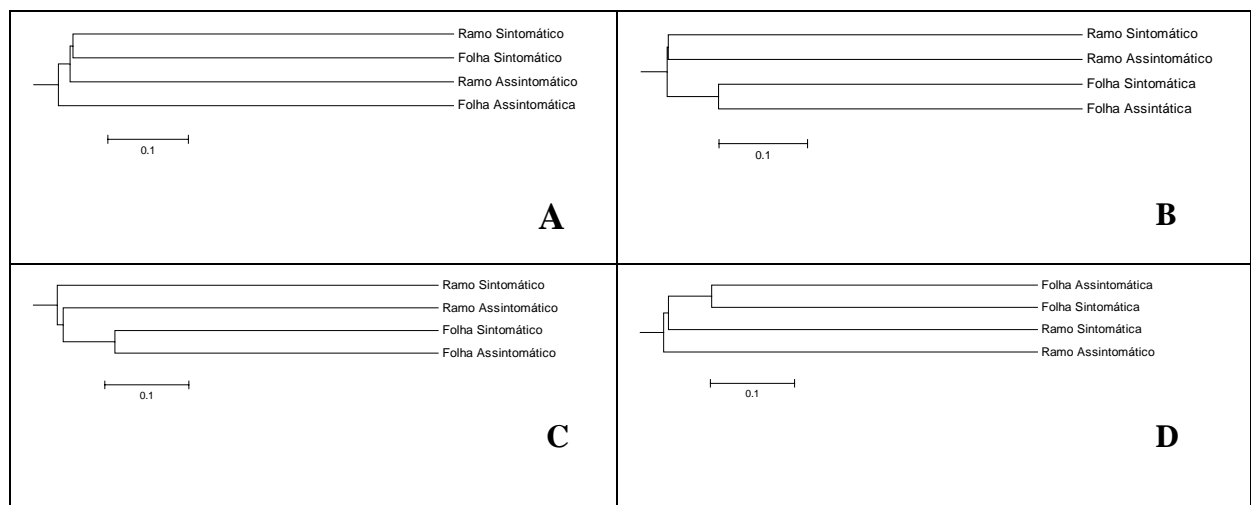 Ramo Sintomático
Folha Sintomático
Ramo Assintomático
Folha Assintomática
0.1
A
Ramo Sintomático
Ramo Assintomático
Folha Sintomática
Folha Assintática
0.1
B
Ramo Sintomático
Ramo Assintomático
Folha Sintomático
Folha Assintomático
0.1
C
Folha Assintomática
Folha Sintomática
Ramo Sintomática
Ramo Assintomático
0.1
D